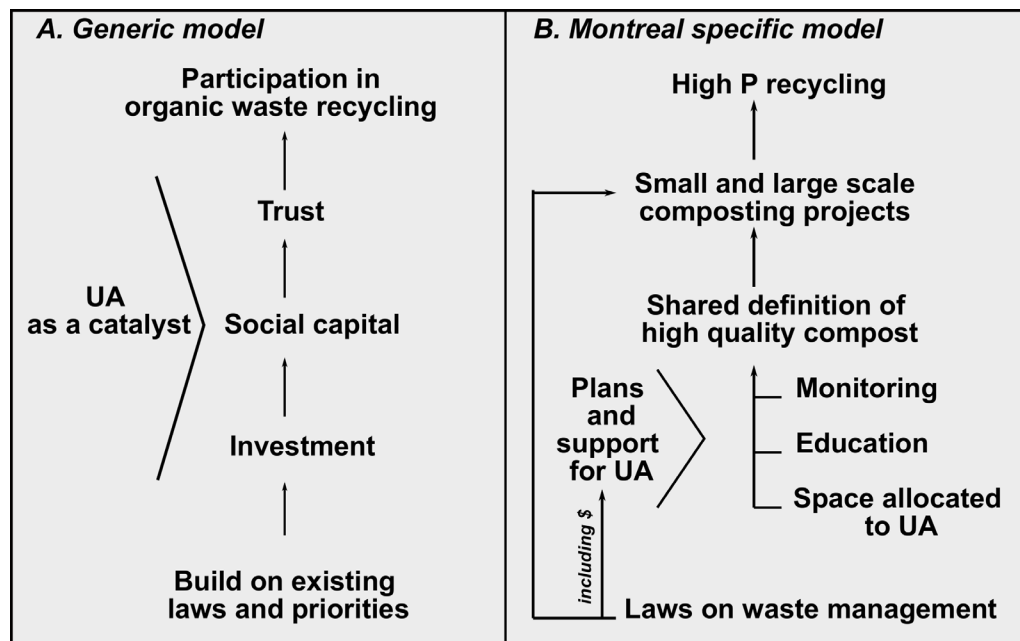 A. Generic model
Participation in
organic waste recycling
Trust
UA
as a catalyst
Social capital
Investment
Build on existing
laws and priorities
B. Montreal specific model
High P recycling
Small and large scale
composting projects
Shared definition of
high quality compost
Plans
and
support
for UA
Monitoring
Education
Space allocated
to UA
including $
Laws on waste management